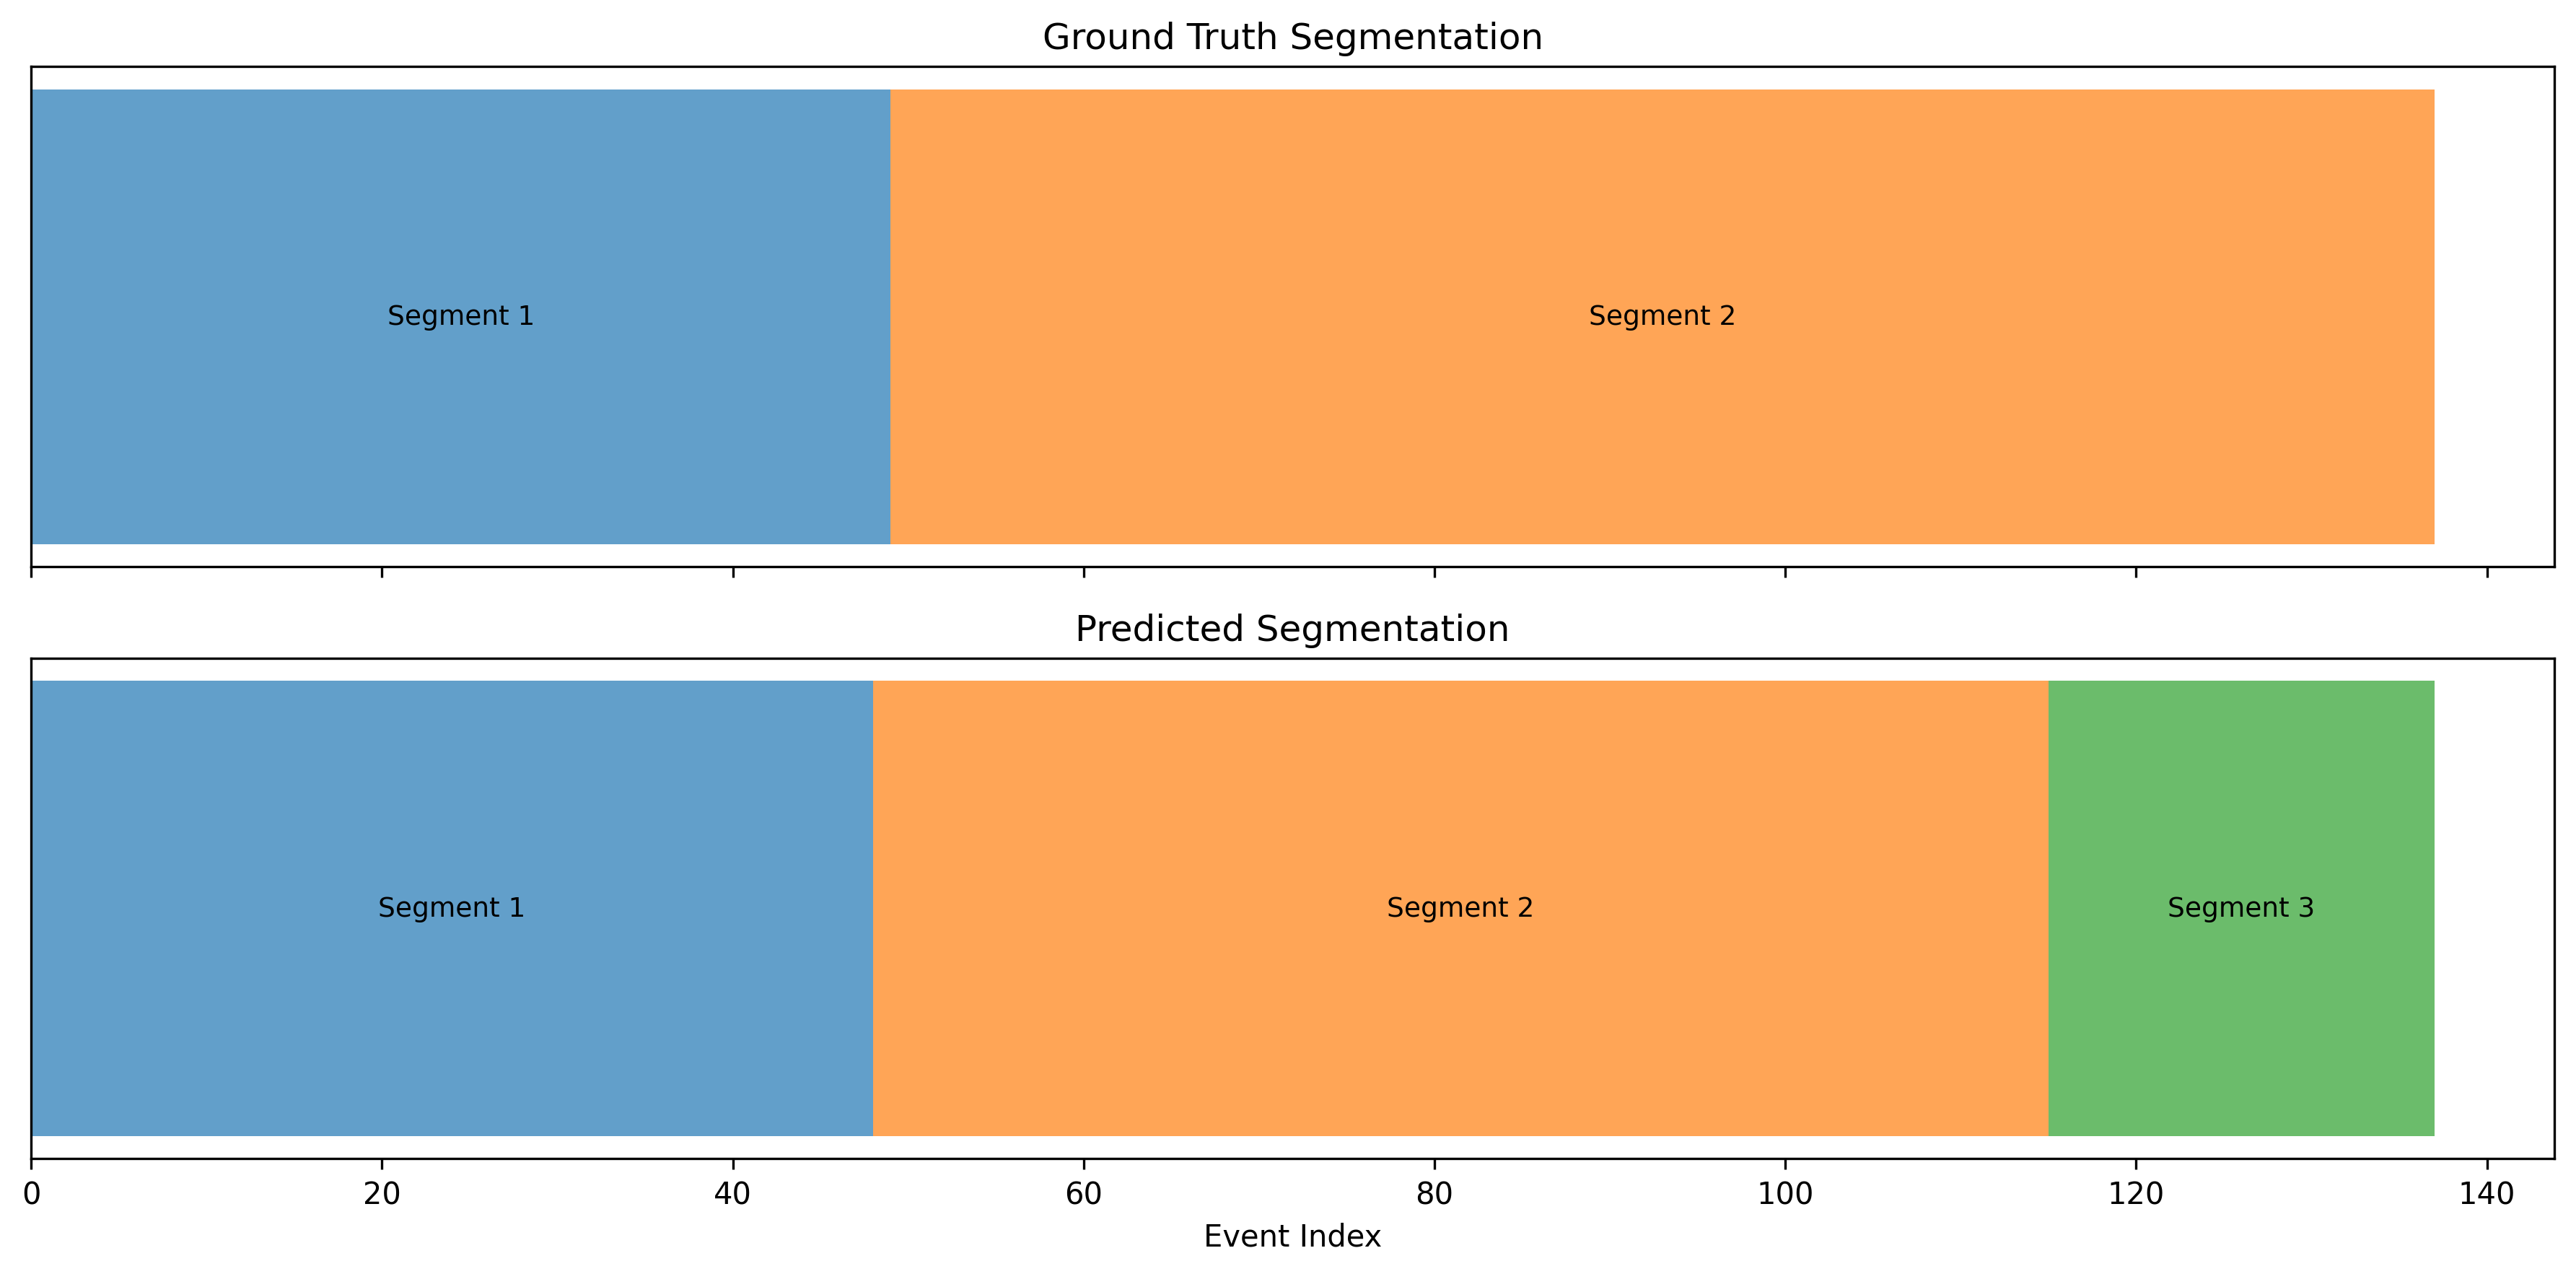 Ground Truth Segmentation
Segment 1
Segment 2
Predicted Segmentation
Segment 1
Segment 2
Segment 3
0 20 40 60 80 100 120 140
Event Index